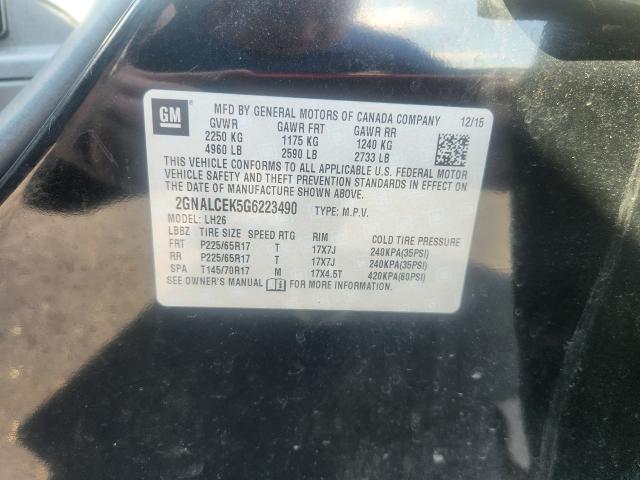 GM
MFD BY GENERAL MOTORS OF CANADA COMPANY 12/15
GVWR GAWR FRT GAWR RR
2250 KG 1175 KG 1240 KG
4960 LB 2590 LB 2733 LB
THIS VEHICLE CONFORMS TO ALL APPLICABLE U.S. FEDERAL MOTOR
VEHICLE SAFETY AND THEFT PREVENTION STANDARDS IN EFFECT ON
THE DATE OF MANUFACTURE SHOWN ABOVE.
2GNALCEK5G6223490 TYPE: M.P.V.
MODEL: LH26
LBBZ TIRE SIZE SPEED RTG RIM COLD TIRE PRESSURE
FRT P225/65R17 T 17X7J 240KPA(35PSI)
RR P225/65R17 T 17X7J 240KPA(35PSI)
SPA T145/70R17 M 17X4.5T 420KPA(60PSI)
SEE OWNER'S MANUAL FOR MORE INFORMATION.